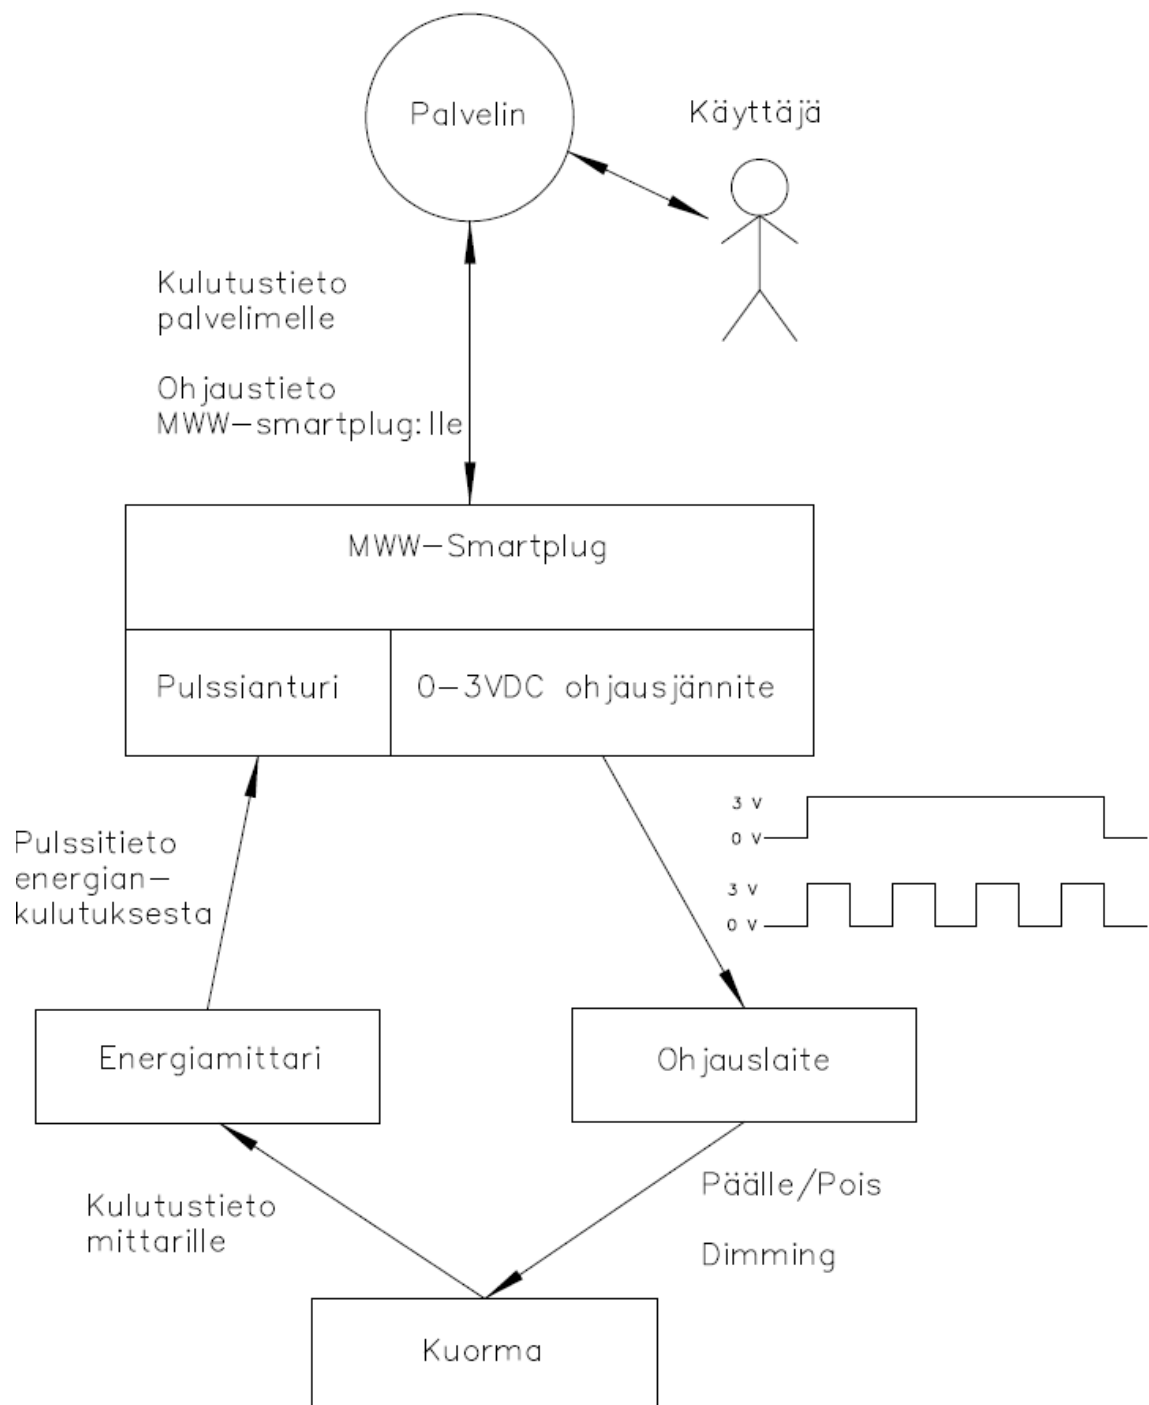 Palvelin
Käyttäjä
Kulutustieto
palvelimelle
Ohjaustieto
MWW-smartplug:lle
MWW-Smartplug
Pulssianturi
0-3VDC ohjausjännite
3 V
0 V
3 V
0 V
Pulssitieto
energian-
kulutuksesta
Energiamittari
Ohjauslaite
Kulutustieto
mittarille
Päälle/Pois
Dimming
Kuorma